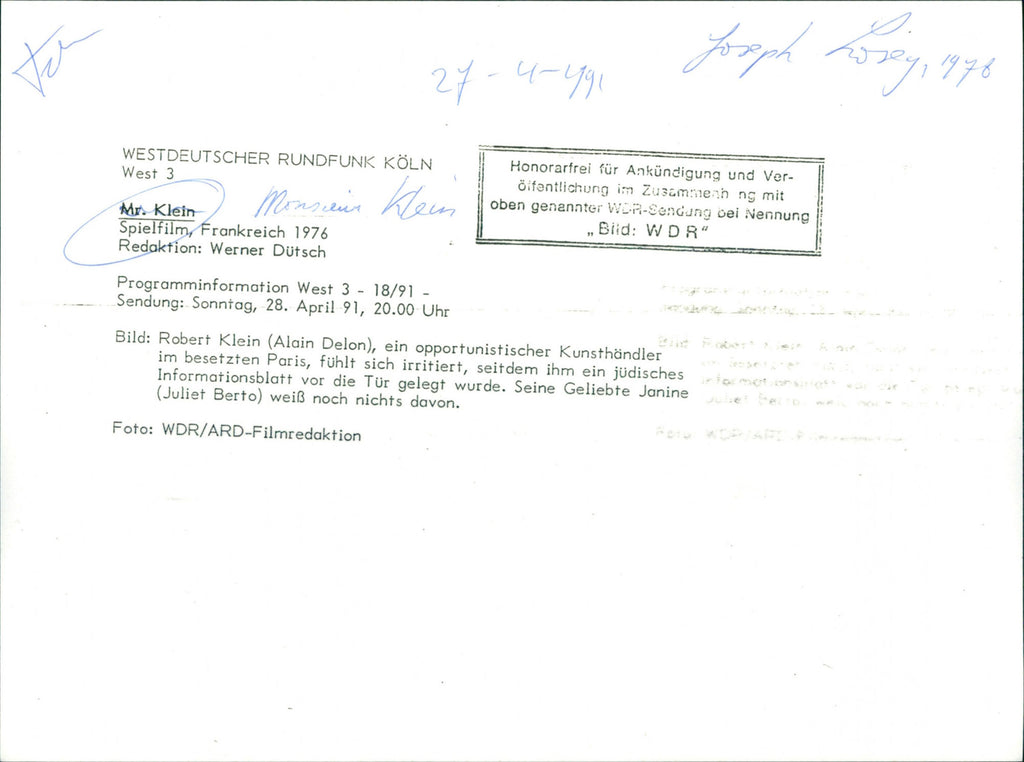 27-4-491
Joseph Losey, 1976
WESTDEUTSCHER RUNDFUNK KÖLN
West 3
Mr. Klein
Monsieur Klein
Spielfilm, Frankreich 1976
Redaktion: Werner Dütsch
Honorarfrei für Ankündigung und Ver-
öffentlichung im Zusammenh ng mit
oben genannter WDR-Sendung bei Nennung
„Bild: WDR“
Programminformation West 3 - 18/91 -
Sendung: Sonntag, 28. April 91, 20.00 Uhr
Bild: Robert Klein (Alain Delon), ein opportunistischer Kunsthändler
im besetzten Paris, fühlt sich irritiert, seitdem ihm ein jüdisches
Informationsblatt vor die Tür gelegt wurde. Seine Geliebte Janine
(Juliet Berto) weiß noch nichts davon.
Foto: WDR/ARD-Filmredaktion